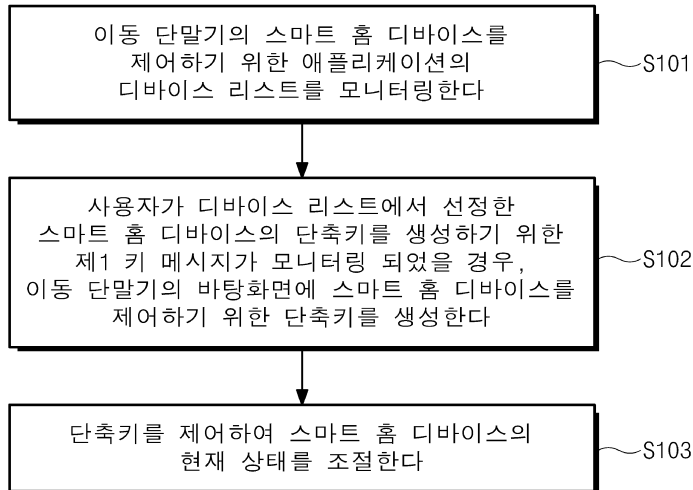 이동 단말기의 스마트 홈 디바이스를
제어하기 위한 애플리케이션의
디바이스 리스트를 모니터링한다
S101
사용자가 디바이스 리스트에서 선정한
스마트 홈 디바이스의 단축키를 생성하기 위한
제1 키 메시지가 모니터링 되었을 경우,
이동 단말기의 바탕화면에 스마트 홈 디바이스를
제어하기 위한 단축키를 생성한다
S102
단축키를 제어하여 스마트 홈 디바이스의
현재 상태를 조절한다
S103